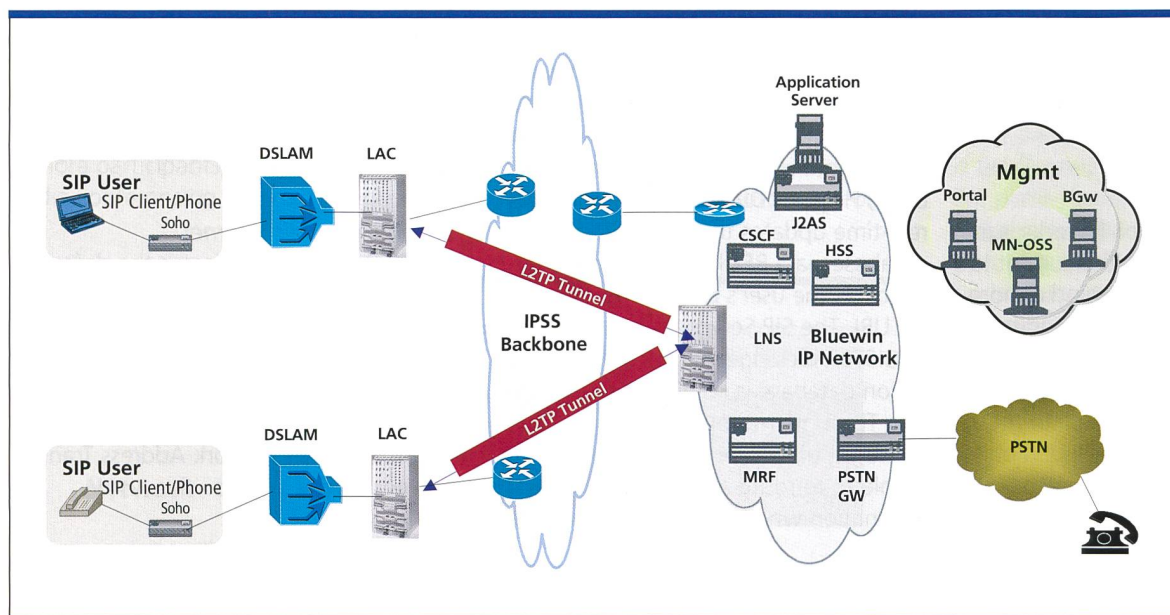 Application
Server
DSLAM
LAC
SIP User
SIP Client/Phone
Soho
J2AS
CSCF
HSS
Mgmt
Portal
BGw
MN-OSS
L2TP Tunnel
IPSS
Backbone
LNS
Bluewin
IP Network
L2TP Tunnel
DSLAM
LAC
SIP User
SIP Client/Phone
Soho
MRF
PSTN
GW
PSTN